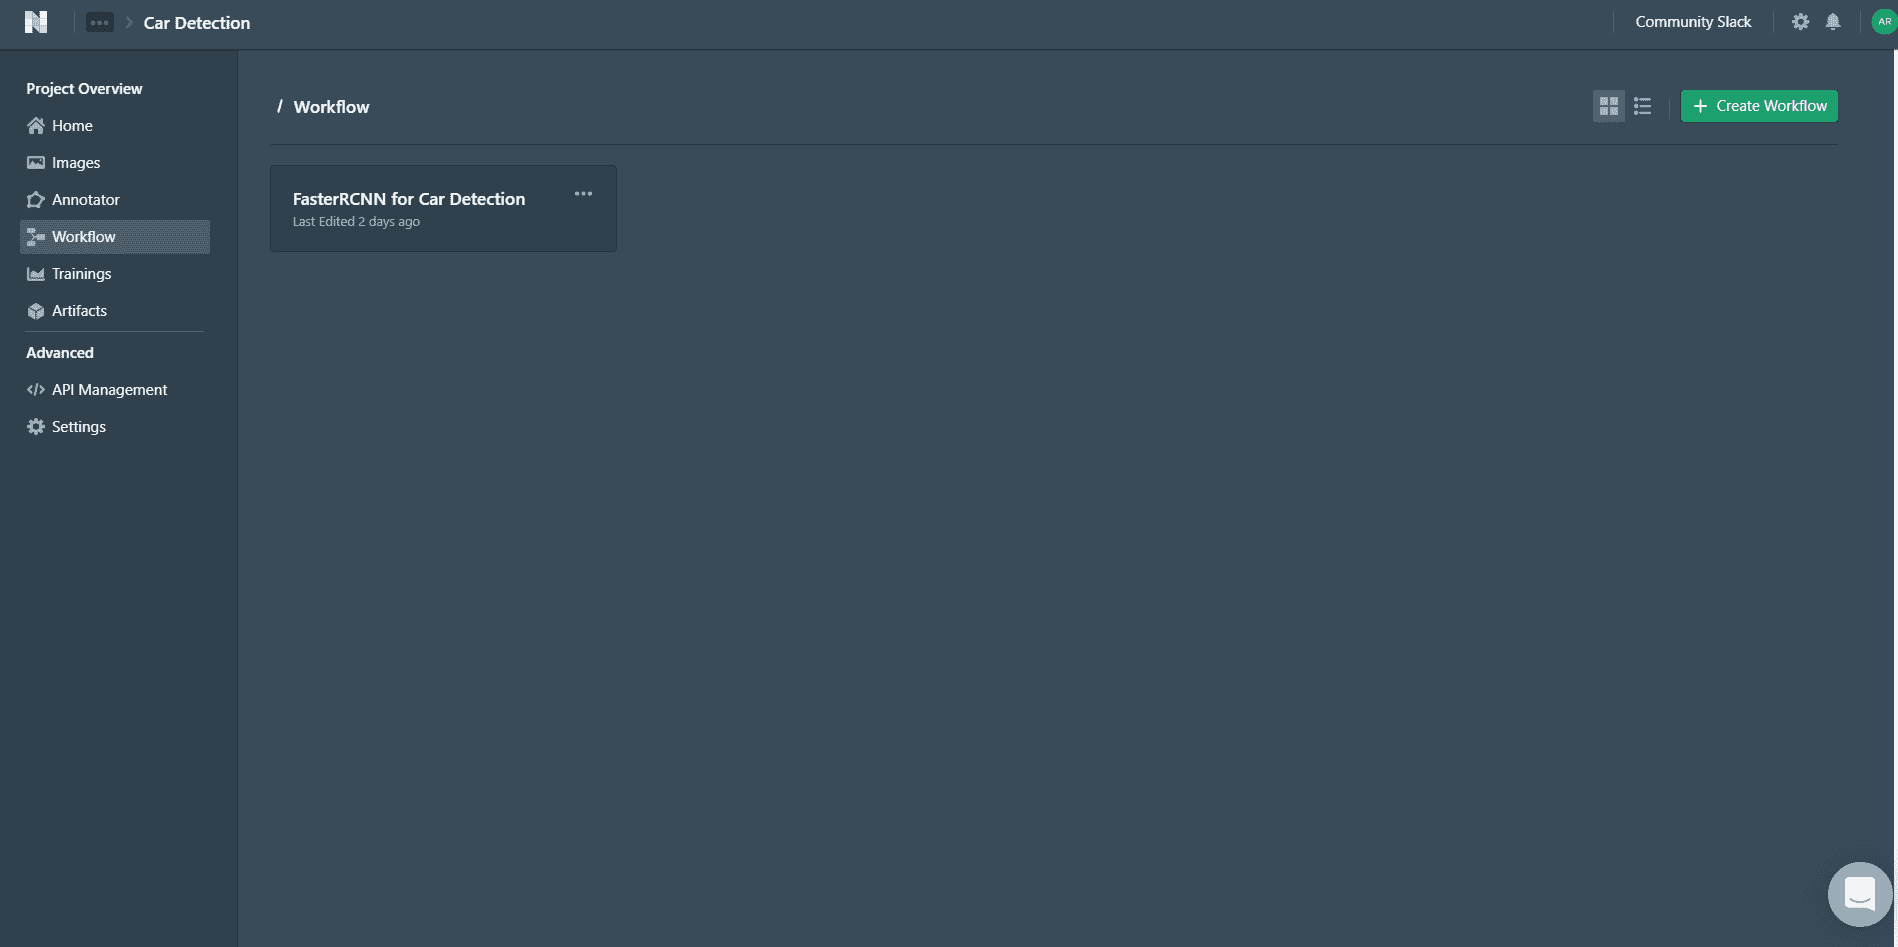 Car Detection
Community Slack
AR
Project Overview
Home
Images
Annotator
Workflow
Trainings
Artifacts
Advanced
API Management
Settings
/ Workflow
+ Create Workflow
FasterRCNN for Car Detection
Last Edited 2 days ago